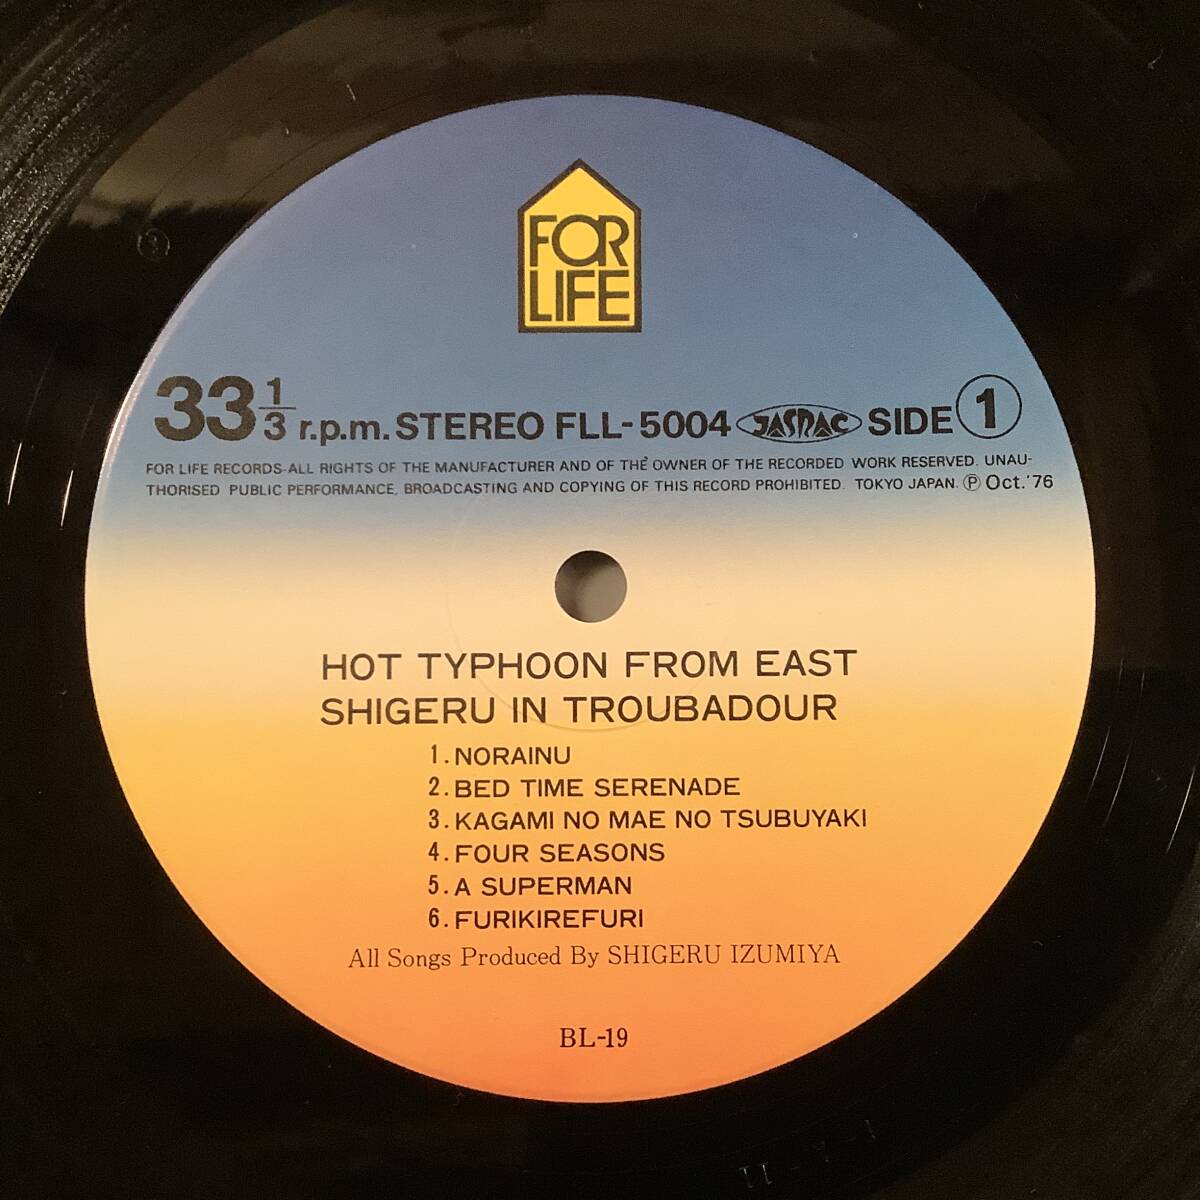 FOR
LIFE
33 1/3 r.p.m. STEREO FLL-5004 JASRAC SIDE 1
FOR LIFE RECORDS-ALL RIGHTS OF THE MANUFACTURER AND OF THE OWNER OF THE RECORDED WORK RESERVED. UNAU-
THORISED PUBLIC PERFORMANCE, BROADCASTING AND COPYING OF THIS RECORD PROHIBITED. TOKYO JAPAN. Ⓟ Oct.'76
HOT TYPHOON FROM EAST
SHIGERU IN TROUBADOUR
1. NORAINU
2. BED TIME SERENADE
3. KAGAMI NO MAE NO TSUBUYAKI
4. FOUR SEASONS
5. A SUPERMAN
6. FURIKIREFURI
All Songs Produced By SHIGERU IZUMIYA
BL-19